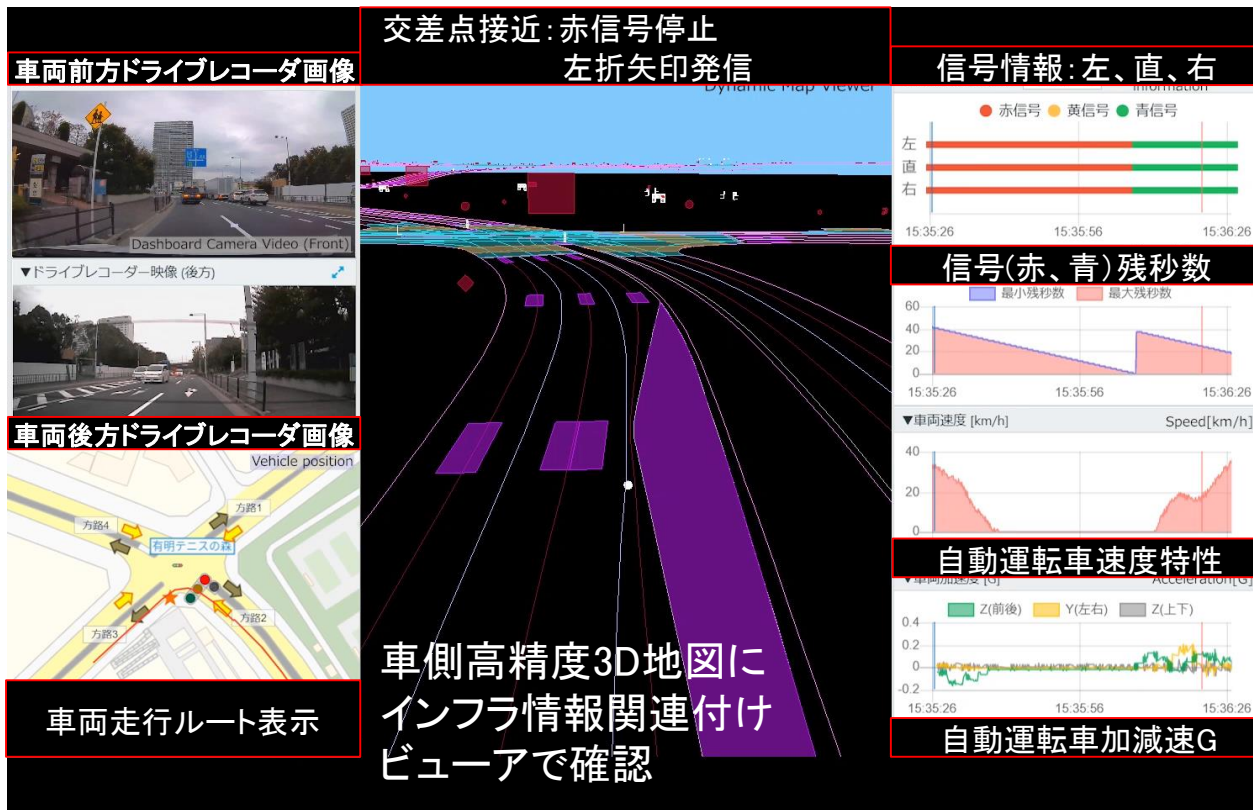 交差点接近：赤信号停止
左折矢印発信
車両前方ドライブレコーダ画像
Dashboard Camera Video (Front)
▼ドライブレコーダー映像 (後方)
車両後方ドライブレコーダ画像
Vehicle position
方路1
方路4
有明テニスの森
方路2
方路3
車両走行ルート表示
Dynamic Map Viewer
車側高精度3D地図に
インフラ情報関連付け
ビューアで確認
信号情報：左、直、右
Information
赤信号 黄信号 青信号
左
直
右
15:35:26 15:35:56 15:36:26
信号(赤、青)残秒数
最小残秒数 最大残秒数
60
40
20
0
15:35:26 15:35:56 15:36:26
▼車両速度 [km/h] Speed[km/h]
40
20
0
自動運転車速度特性
▼車両加速度 [G] Acceleration[G]
Z(前後) Y(左右) Z(上下)
0.4
0.2
0
-0.2
15:35:26 15:35:56 15:36:26
自動運転車加減速G